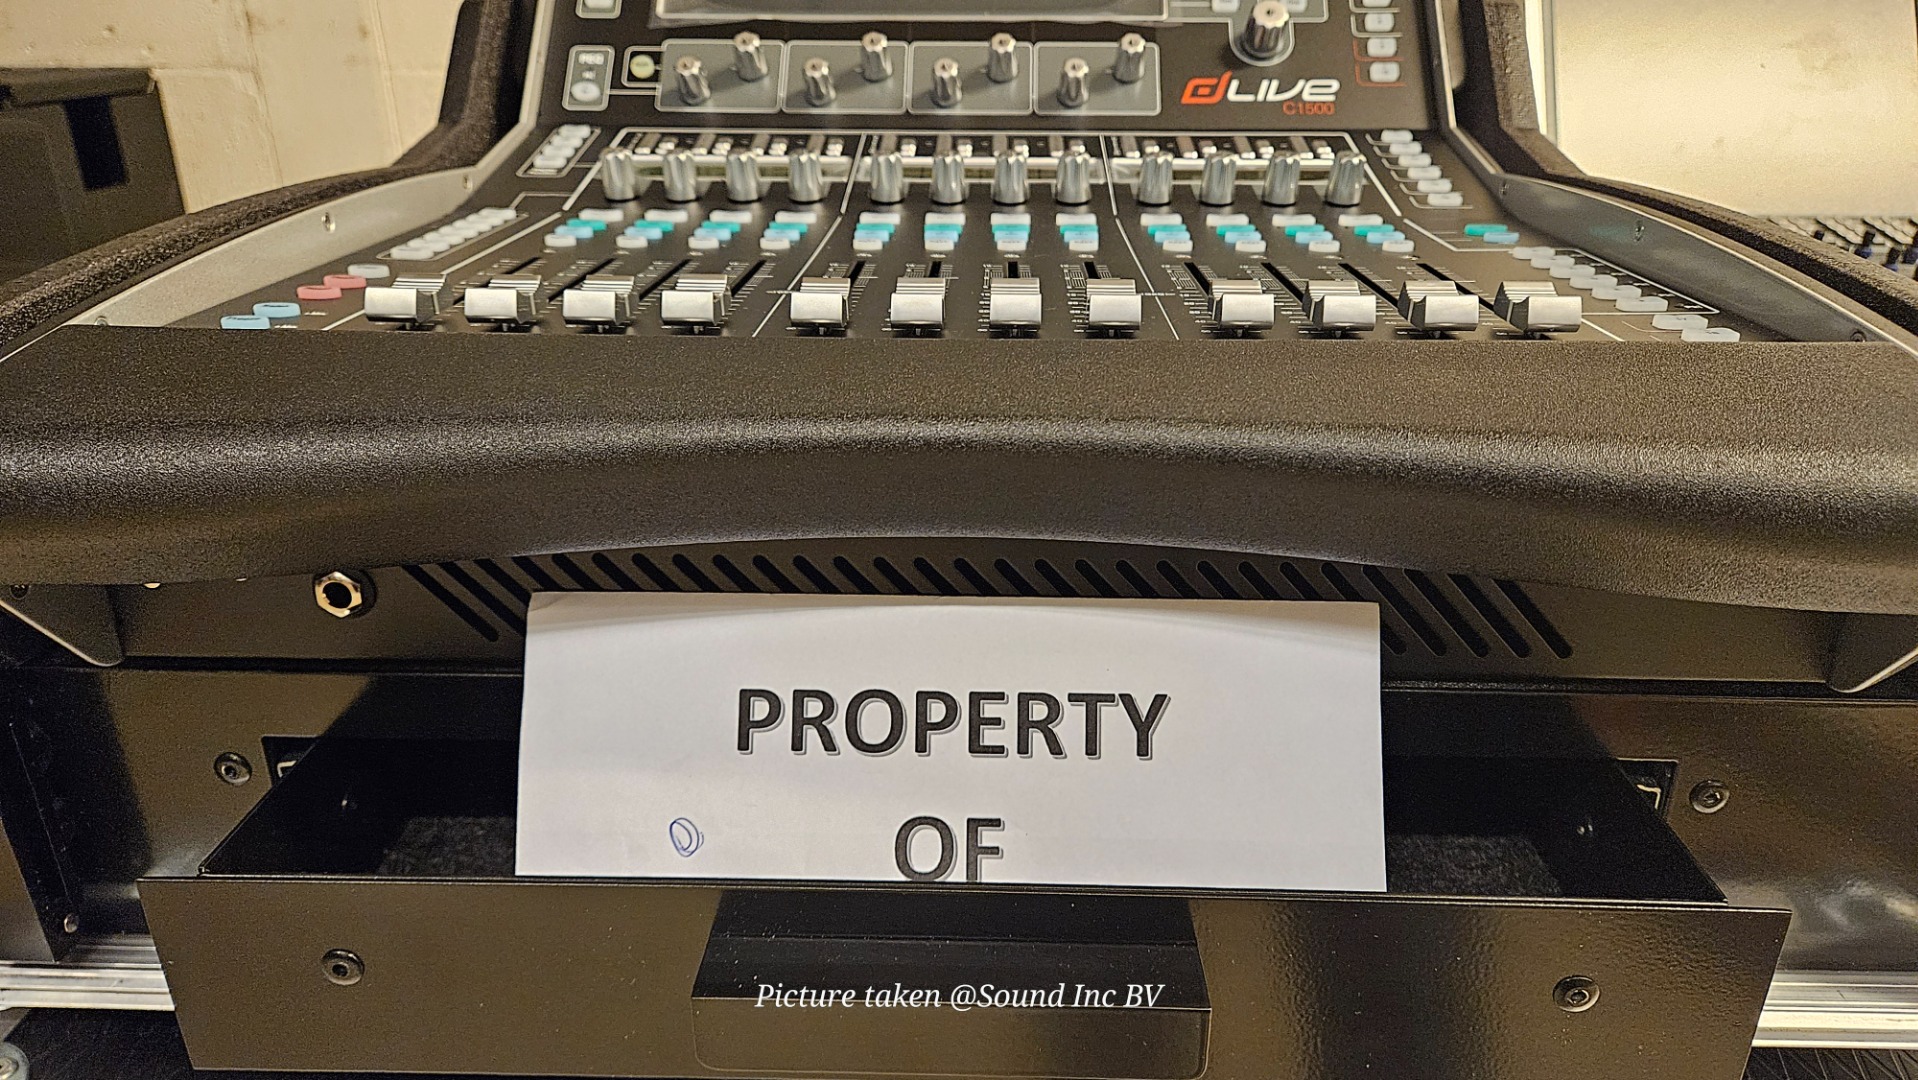 dLIVE
C1500
PROPERTY
OF
Picture taken @Sound Inc BV